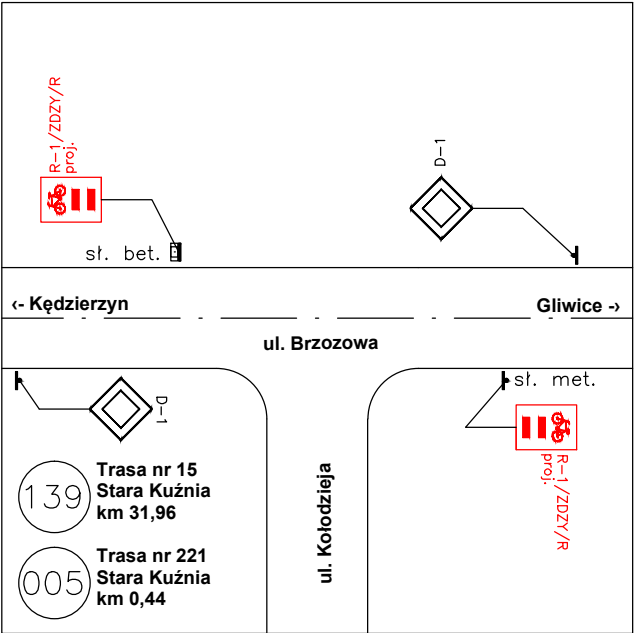 R-1/ZDZY/R
proj.
D-1
sł. bet.
‹- Kędzierzyn
Gliwice -›
ul. Brzozowa
sł. met.
D-1
R-1/ZDZY/R
proj.
139
Trasa nr 15
Stara Kuźnia
km 31,96
ul. Kołodzieja
005
Trasa nr 221
Stara Kuźnia
km 0,44